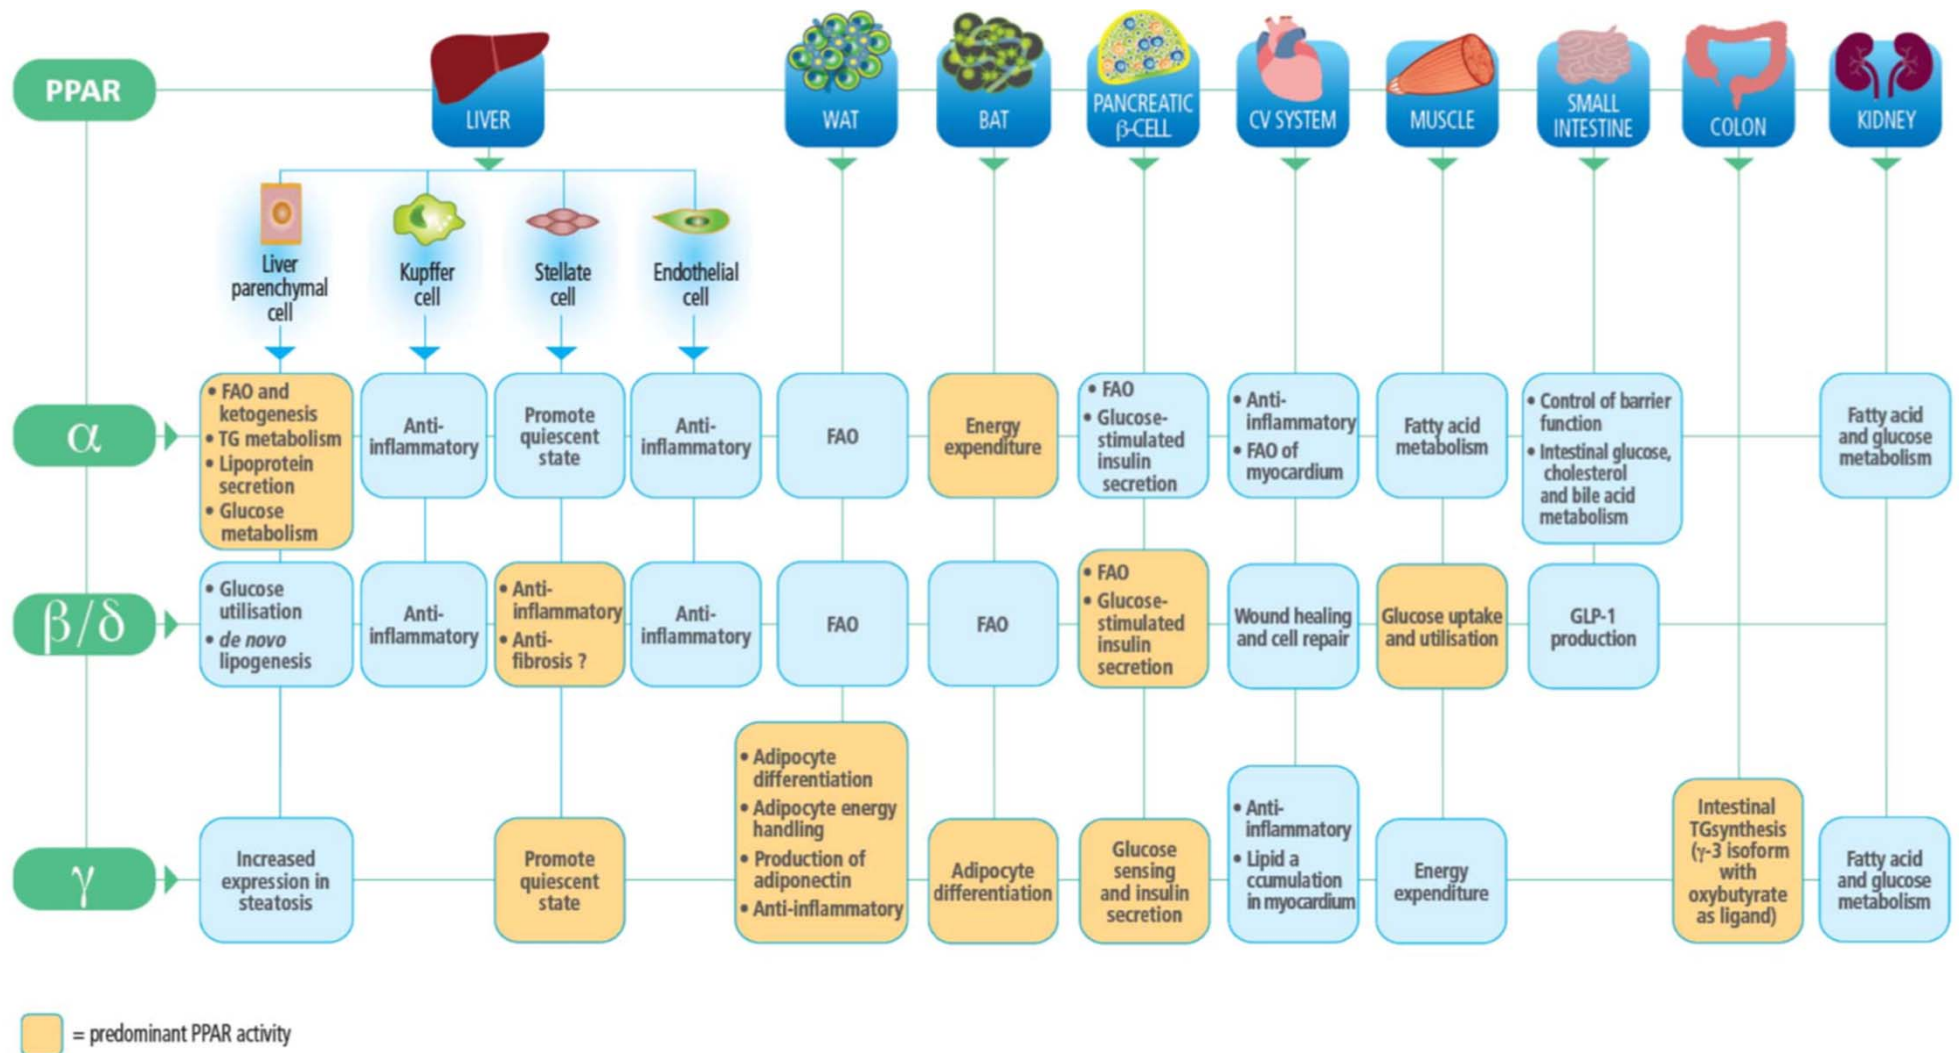 PPAR
LIVER
WAT
BAT
PANCREATIC
β-CELL
CV SYSTEM
MUSCLE
SMALL
INTESTINE
COLON
KIDNEY
Liver
parenchymal
cell
Kupffer
cell
Stellate
cell
Endothelial
cell
α
• FAO and
ketogenesis
• TG metabolism
• Lipoprotein
secretion
• Glucose
metabolism
Anti-
inflammatory
Promote
quiescent
state
Anti-
inflammatory
FAO
Energy
expenditure
• FAO
• Glucose-
stimulated
insulin
secretion
• Anti-
inflammatory
• FAO of
myocardium
Fatty acid
metabolism
• Control of barrier
function
• Intestinal glucose,
cholesterol
and bile acid
metabolism
Fatty acid
and glucose
metabolism
β/δ
• Glucose
utilisation
• de novo
lipogenesis
Anti-
inflammatory
• Anti-
inflammatory
• Anti-
fibrosis ?
Anti-
inflammatory
FAO
FAO
• FAO
• Glucose-
stimulated
insulin
secretion
Wound healing
and cell repair
Glucose uptake
and utilisation
GLP-1
production
γ
Increased
expression in
steatosis
Promote
quiescent
state
• Adipocyte
differentiation
• Adipocyte energy
handling
• Production of
adiponectin
• Anti-inflammatory
Adipocyte
differentiation
Glucose
sensing
and insulin
secretion
• Anti-
inflammatory
• Lipid a
ccumulation
in myocardium
Energy
expenditure
Intestinal
TGsynthesis
(γ-3 isoform
with
oxybutyrate
as ligand)
Fatty acid
and glucose
metabolism
= predominant PPAR activity